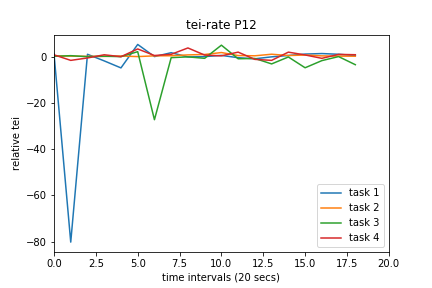 tei-rate P12
relative tei
0
−20
−40
−60
−80
0.0 2.5 5.0 7.5 10.0 12.5 15.0 17.5 20.0
time intervals (20 secs)
task 1
task 2
task 3
task 4